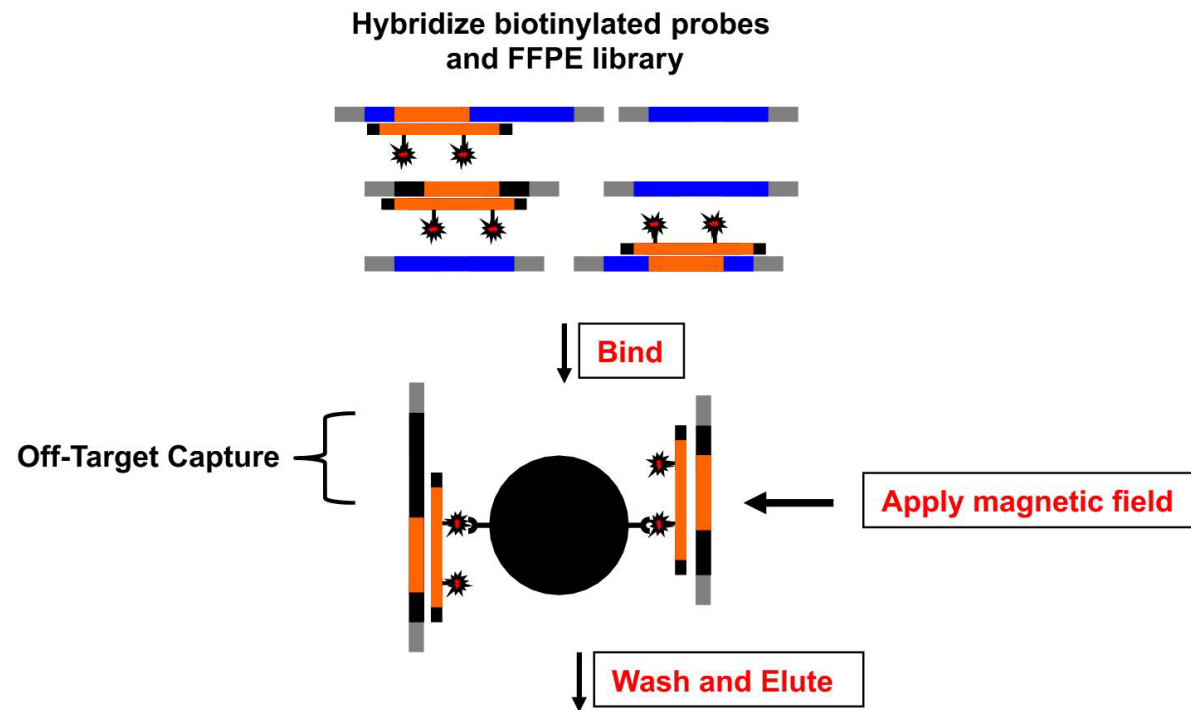 Hybridize biotinylated probes
and FFPE library
Bind
Off-Target Capture
Apply magnetic field
Wash and Elute